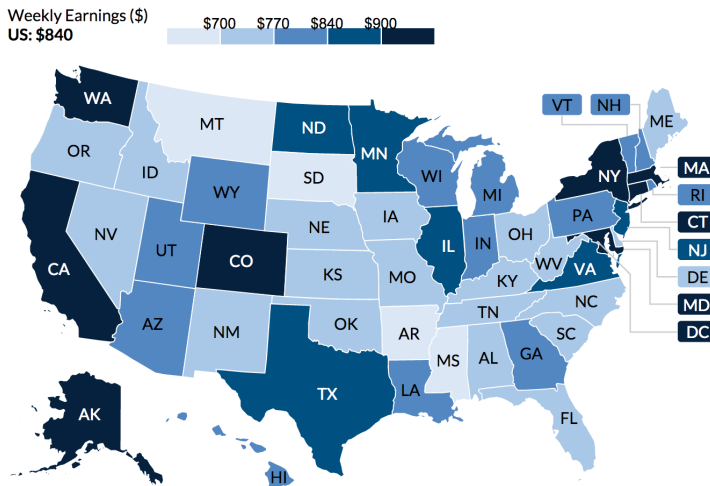 Weekly Earnings ($)
US: $840
$700 $770 $840 $900
WA
MT
ND
MN
VT NH
ME
OR
ID
SD
WI
NY
MA
WY
MI
RI
PA
CT
NV
NE
IA
OH
NJ
UT
IL IN
CA
CO
KS
MO
WV
VA
DE
KY
MD
AZ
NM
OK
TN
NC
DC
AR
SC
MS
AL
GA
TX
LA
AK
FL
HI